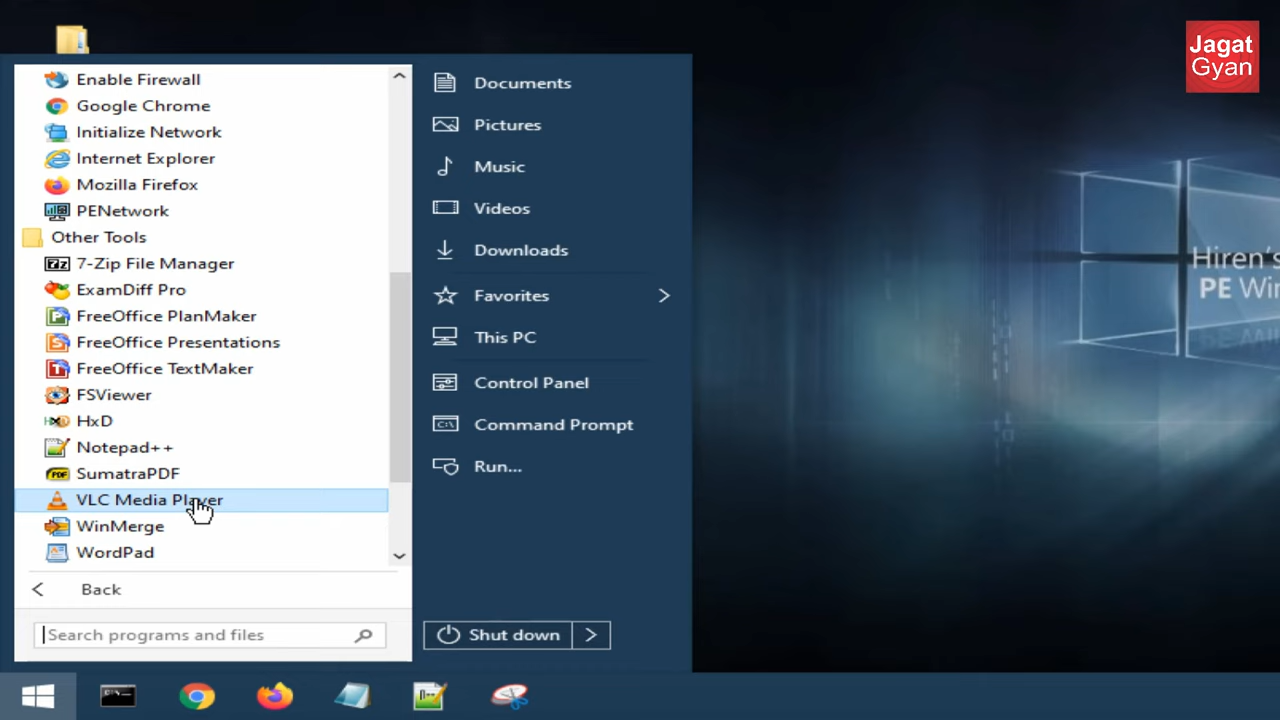 Jagat
Gyan
Enable Firewall
Google Chrome
Initialize Network
Internet Explorer
Mozilla Firefox
PENetwork
Other Tools
7-Zip File Manager
ExamDiff Pro
FreeOffice PlanMaker
FreeOffice Presentations
FreeOffice TextMaker
FSViewer
HxD
Notepad++
SumatraPDF
VLC Media Player
WinMerge
WordPad
Back
Search programs and files
Documents
Pictures
Music
Videos
Downloads
Favorites
This PC
Control Panel
Command Prompt
Run...
Shut down
Hiren's
PE Win